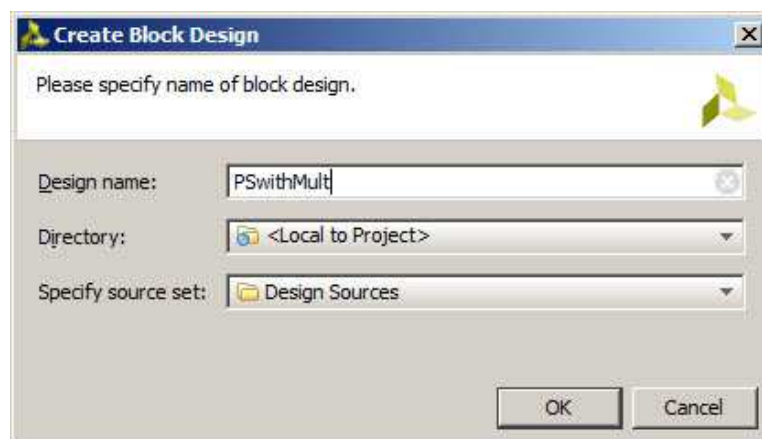 Create Block Design
Please specify name of block design.
Design name: PSwithMult
Directory: <Local to Project>
Specify source set: Design Sources
OK Cancel